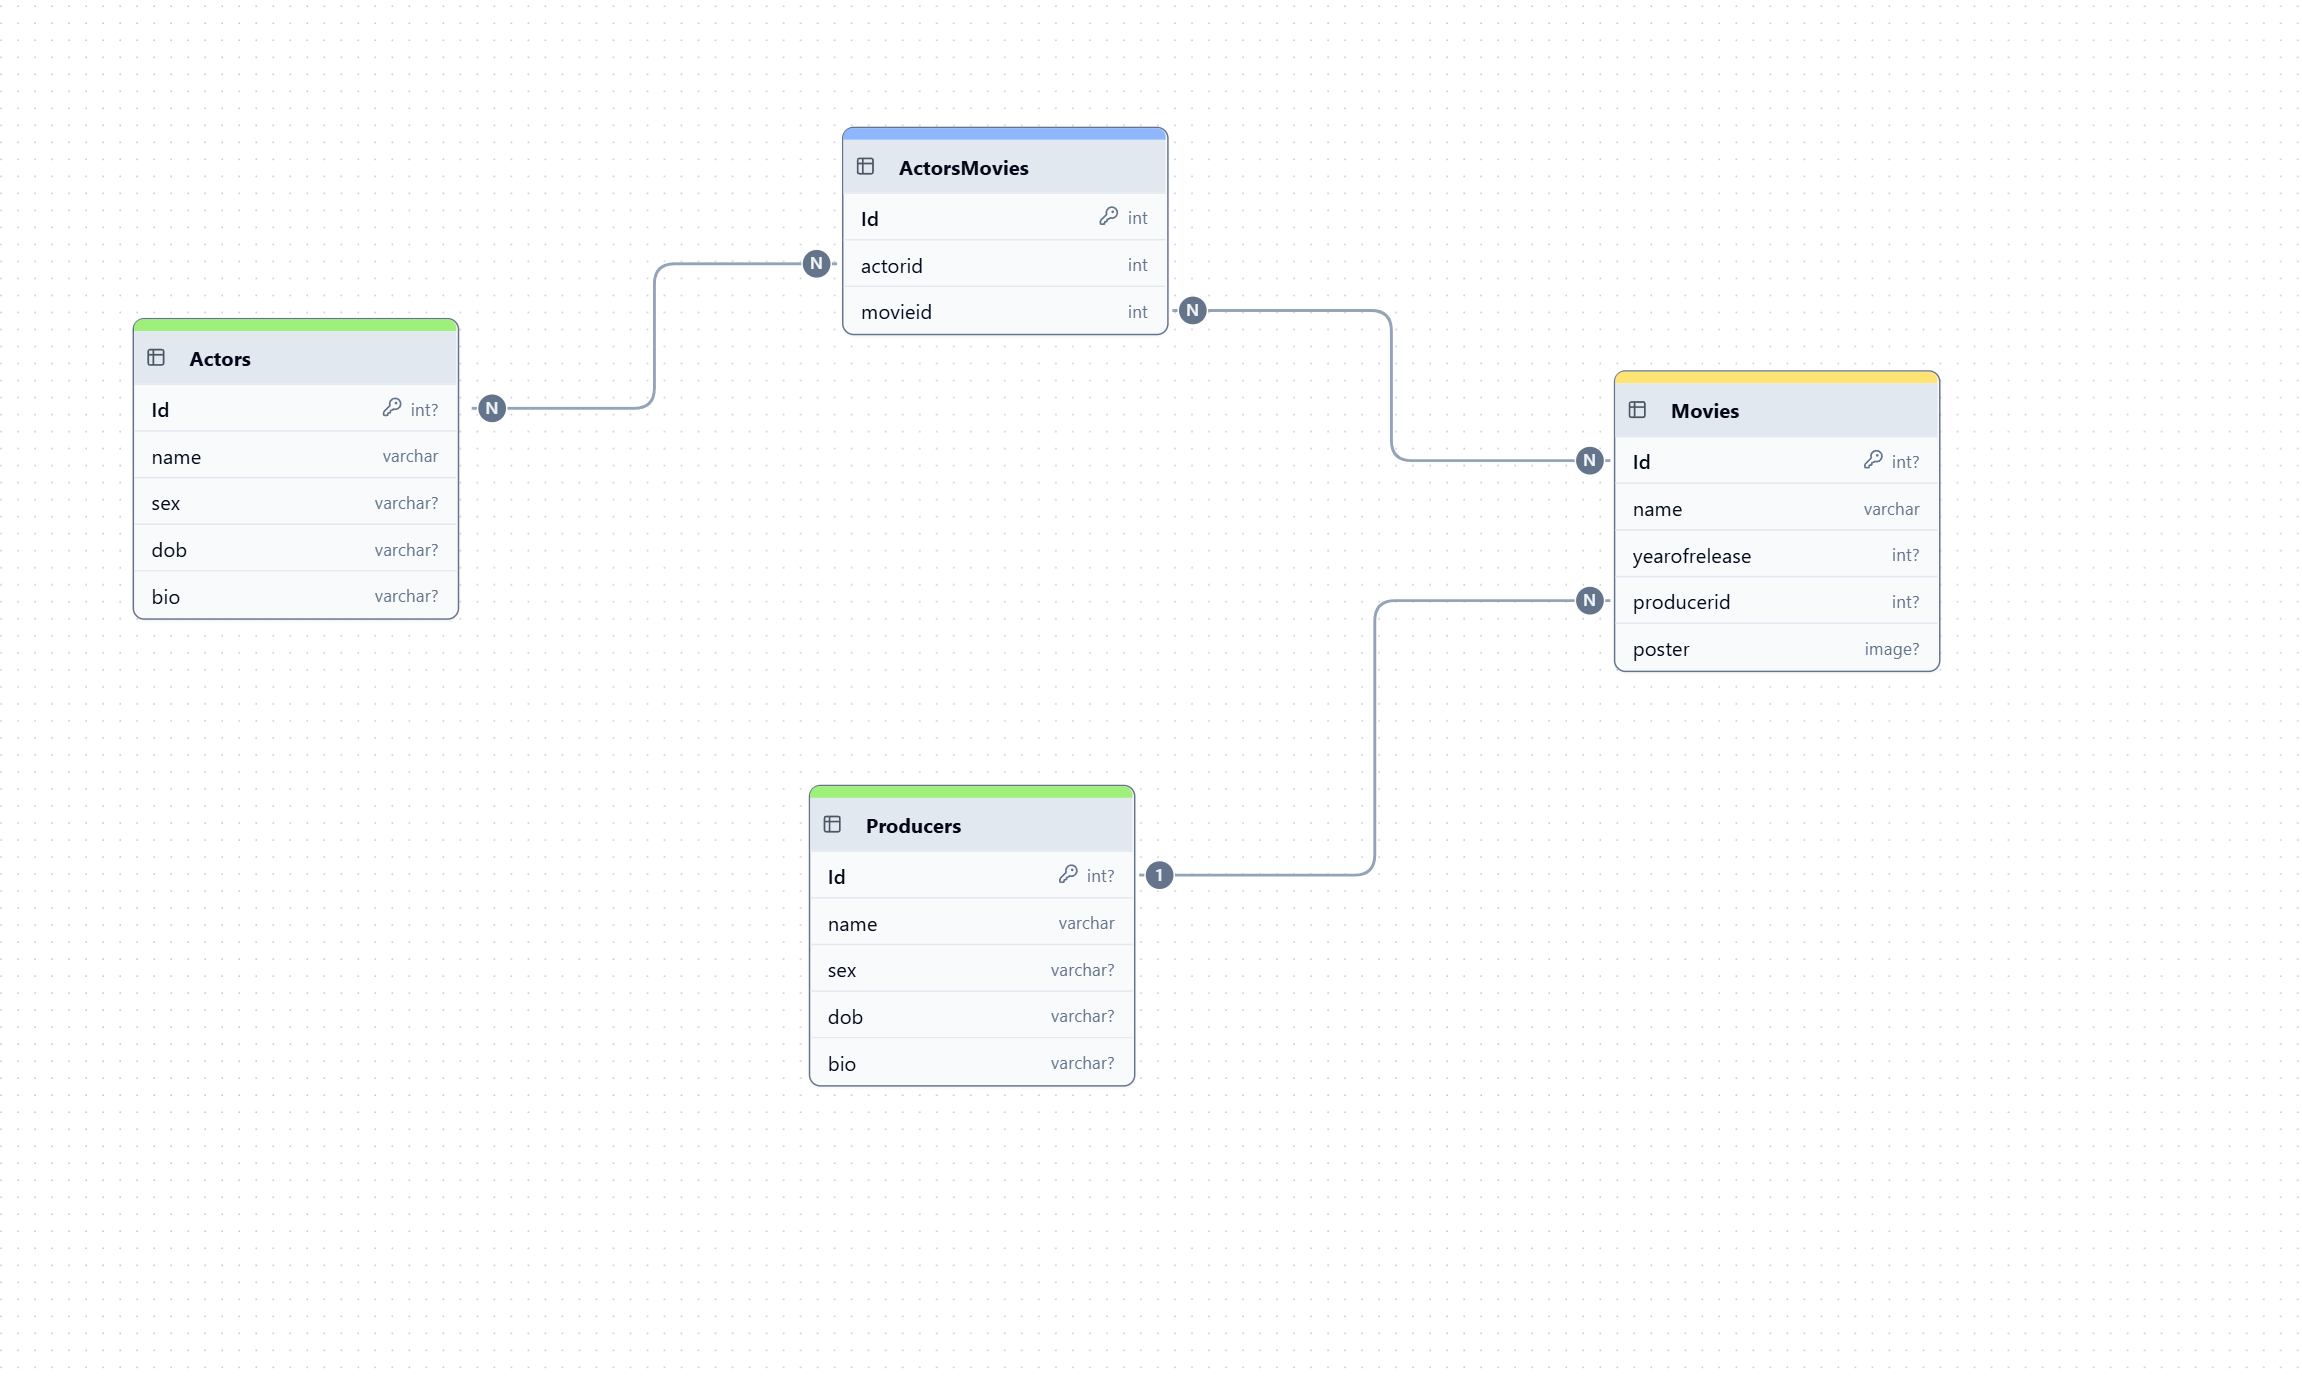 ActorsMovies
Id int
actorid int
movieid int
N
N
Actors
Id int?
name varchar
sex varchar?
dob varchar?
bio varchar?
N
Movies
Id int?
name varchar
yearofrelease int?
producerid int?
poster image?
N
N
Producers
Id int?
name varchar
sex varchar?
dob varchar?
bio varchar?
1